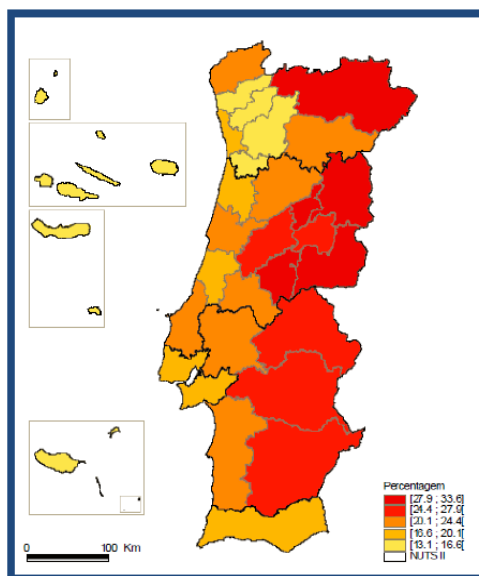 Percentagem
[27.9 ; 33.6]
[24.4 ; 27.9[
[20.1 ; 24.4[
[16.6 ; 20.1[
[13.1 ; 16.6[
NUTS II
0 100 Km